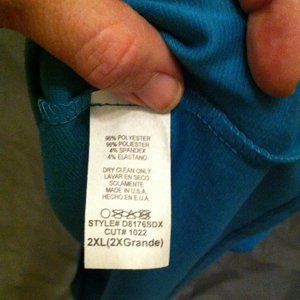 96% POLYESTER
96% POLIESTER
4% SPANDEX
4% ELASTANO
DRY CLEAN ONLY
LAVAR EN SECO
SOLAMENTE
MADE IN U.S.A.
HECHO EN E.U.A.
STYLE# D8176SDX
CUT# 1022
2XL(2XGrande)